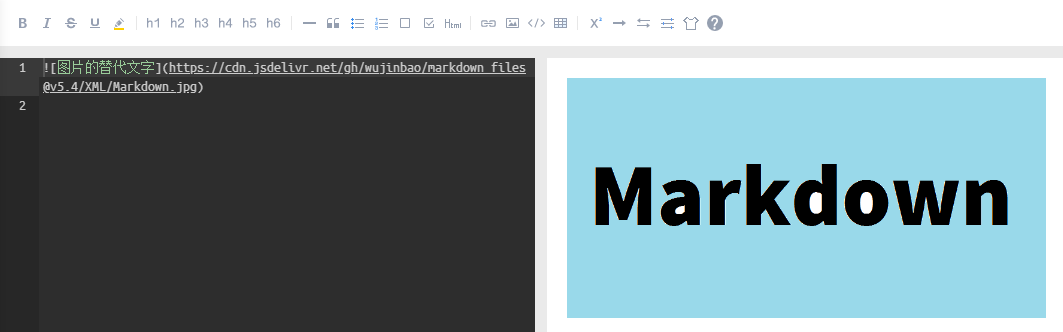 B I S U h1 h2 h3 h4 h5 h6 Html X²
1 ![图片的替代文字](https://cdn.jsdelivr.net/gh/wujinbao/markdown_files
@v5.4/XML/Markdown.jpg)
2
Markdown